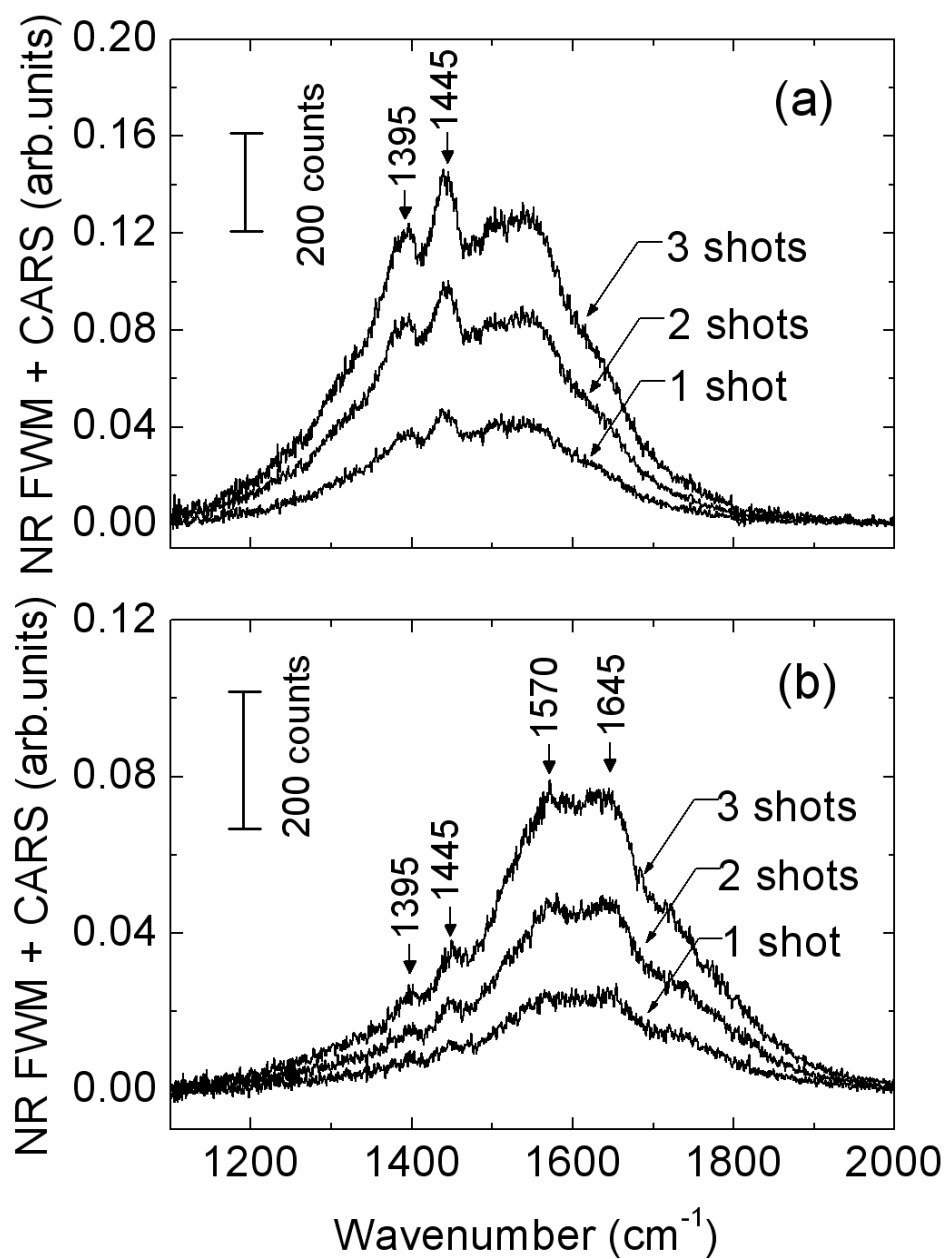 NR FWM + CARS (arb.units)
0.20
0.16
0.12
0.08
0.04
0.00
200 counts
1395
1445
(a)
3 shots
2 shots
1 shot
NR FWM + CARS (arb.units)
0.12
0.08
0.04
0.00
200 counts
1395
1445
1570
1645
(b)
3 shots
2 shots
1 shot
1200 1400 1600 1800 2000
Wavenumber (cm⁻¹)